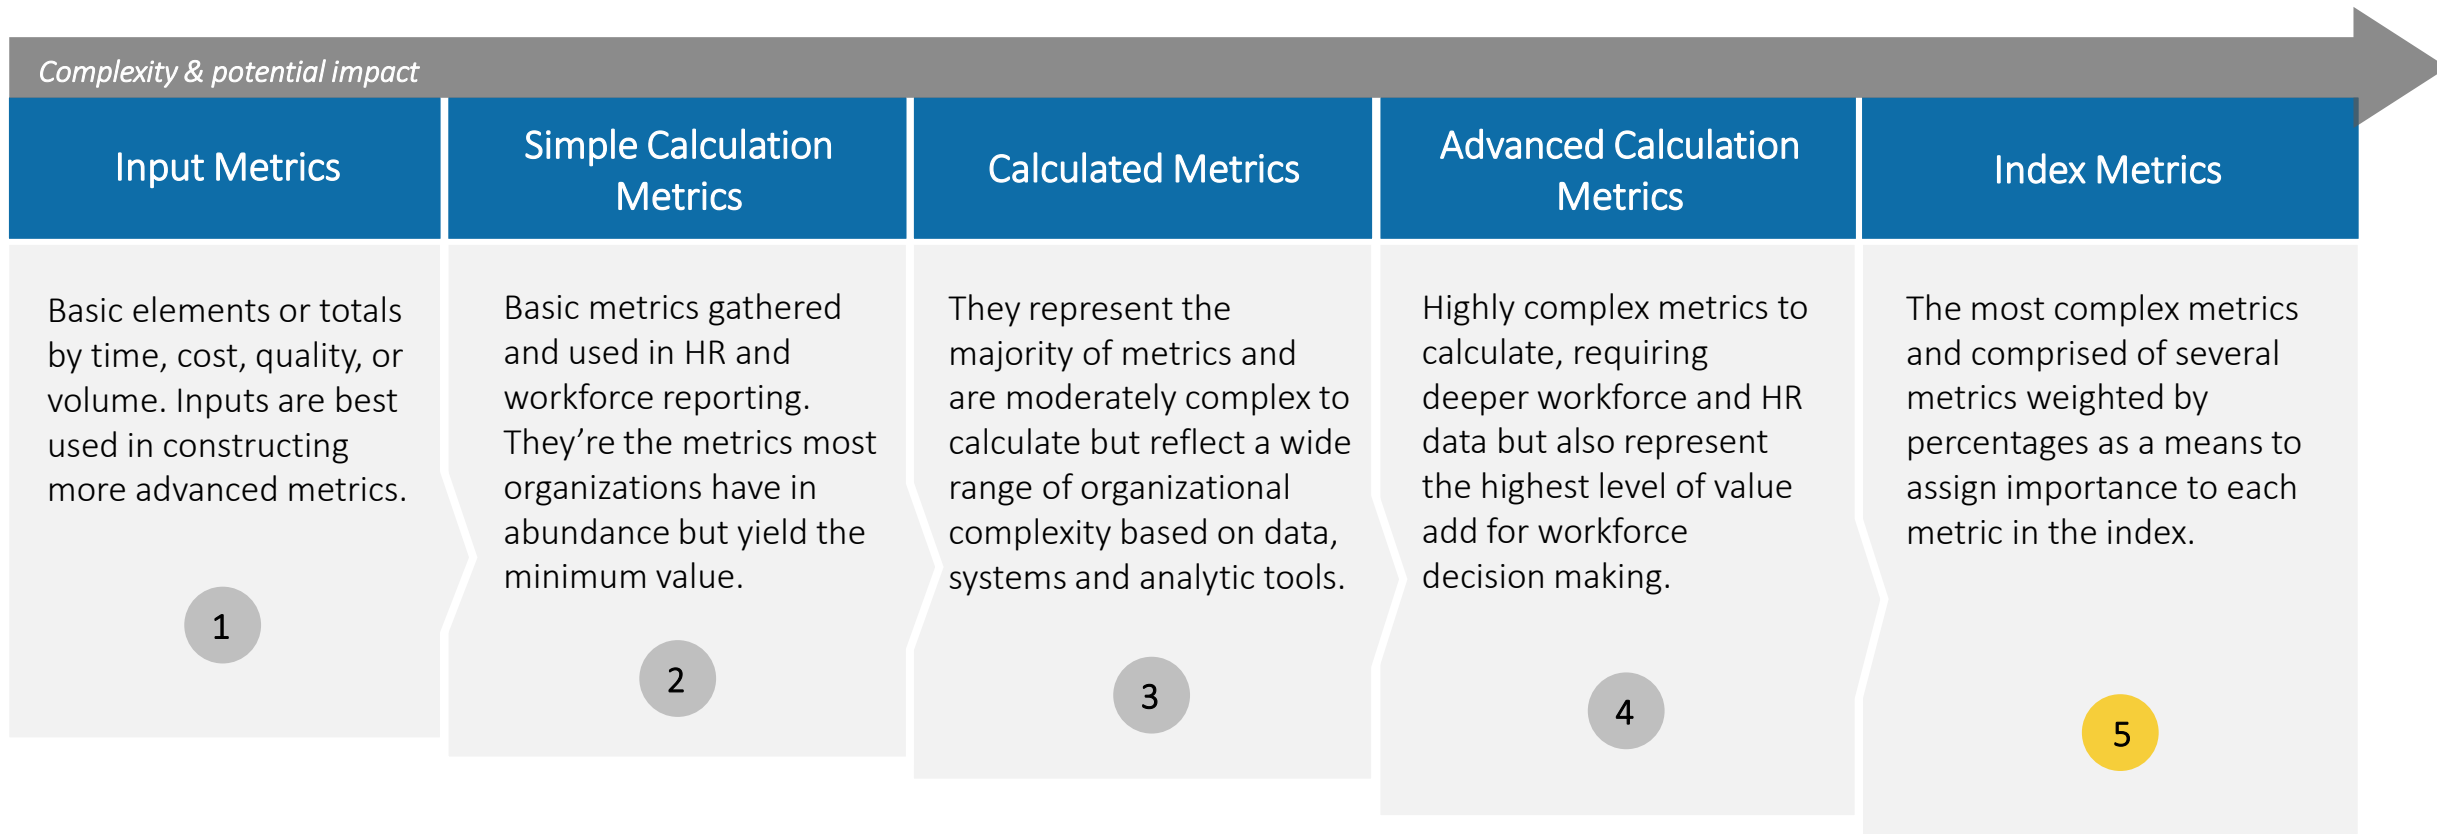 Complexity & potential impact
Input Metrics
Basic elements or totals
by time, cost, quality, or
volume. Inputs are best
used in constructing
more advanced metrics.
1
Simple Calculation
Metrics
Basic metrics gathered
and used in HR and
workforce reporting.
They’re the metrics most
organizations have in
abundance but yield the
minimum value.
2
Calculated Metrics
They represent the
majority of metrics and
are moderately complex to
calculate but reflect a wide
range of organizational
complexity based on data,
systems and analytic tools.
3
Advanced Calculation
Metrics
Highly complex metrics to
calculate, requiring
deeper workforce and HR
data but also represent
the highest level of value
add for workforce
decision making.
4
Index Metrics
The most complex metrics
and comprised of several
metrics weighted by
percentages as a means to
assign importance to each
metric in the index.
5